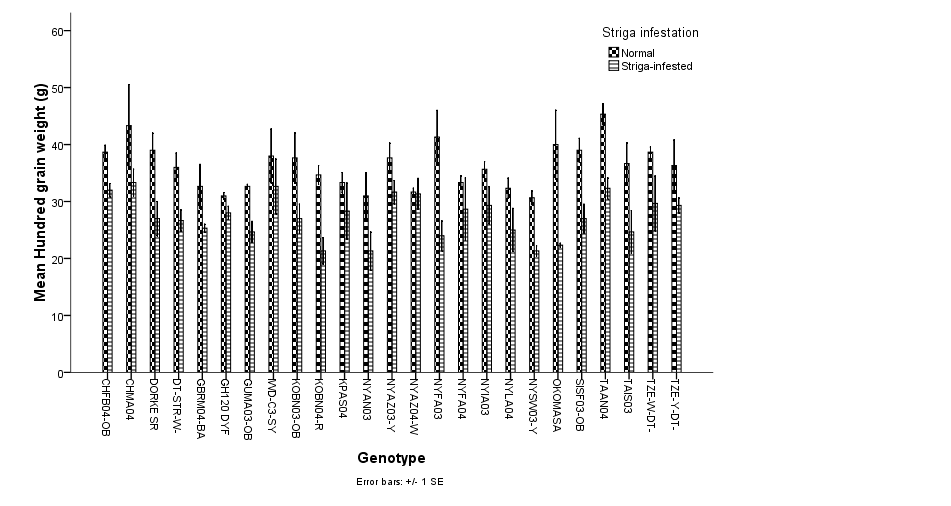 Striga infestation
Normal
Striga-infested
Mean Hundred grain weight (g)
60
50
40
30
20
10
0
CHFB04-OB
CHMA04
DORKE SR
DT-STR-W-
GBRM04-BA
GH120 DYF
GUMA03-OB
IWD-C3-SY
KOBN03-OB
KOBN04-R
KPAS04
NYAN03
NYAZ03-Y
NYAZ04-W
NYFA03
NYFA04
NYIA03
NYLA04
NYSW03-Y
OKOMASA
SISF03-OB
TAAN04
TAIS03
TZE-W-DT-
TZE-Y-DT-
Genotype
Error bars: +/- 1 SE